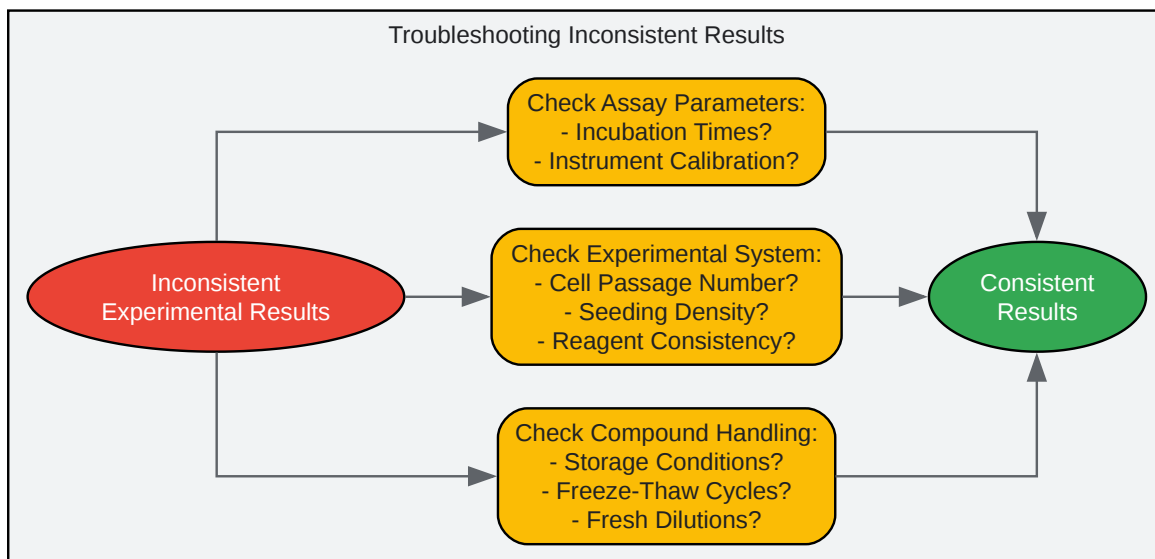 Troubleshooting Inconsistent Results
Check Assay Parameters:
- Incubation Times?
- Instrument Calibration?
Inconsistent
Experimental Results
Check Experimental System:
- Cell Passage Number?
- Seeding Density?
- Reagent Consistency?
Consistent
Results
Check Compound Handling:
- Storage Conditions?
- Freeze-Thaw Cycles?
- Fresh Dilutions?